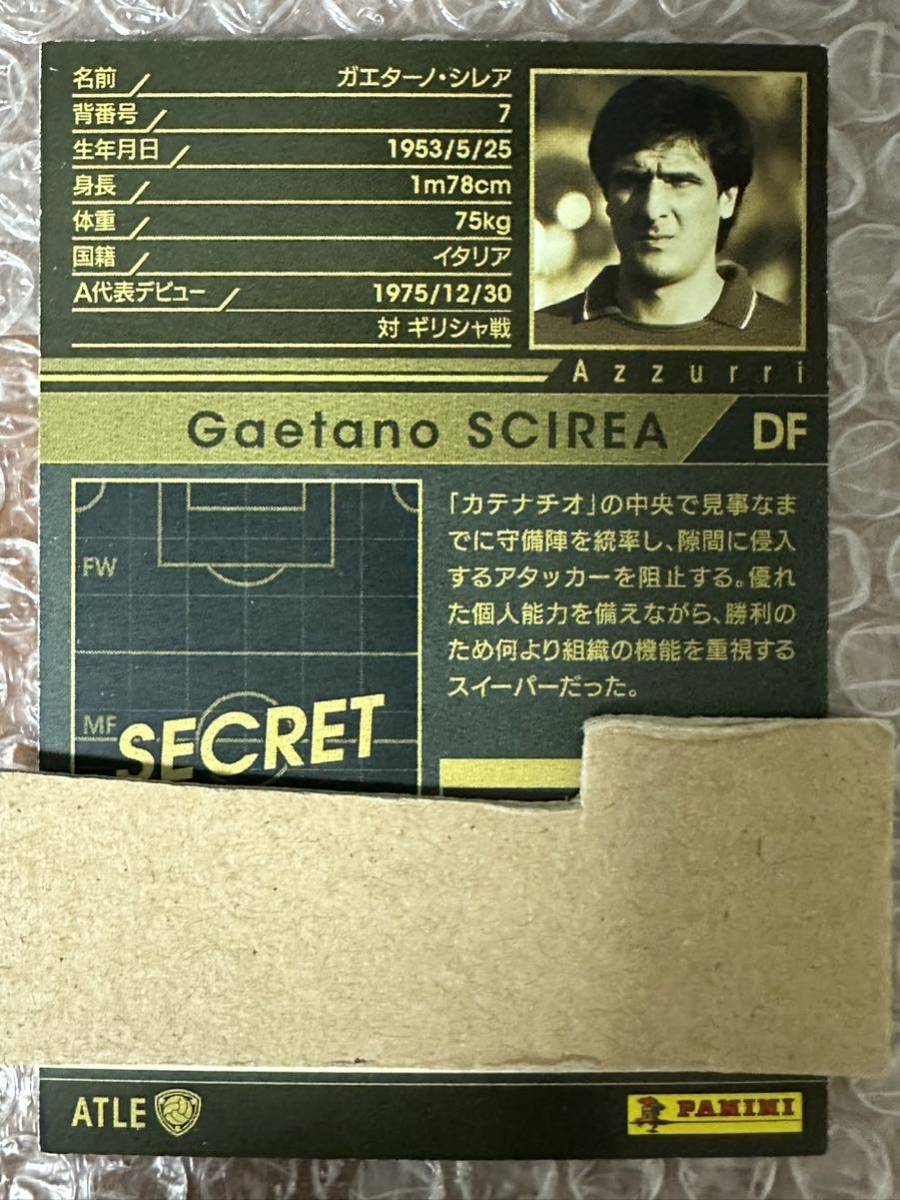 名前 ガエターノ・シレア
背番号 7
生年月日 1953/5/25
身長 1m78cm
体重 75kg
国籍 イタリア
A代表デビュー 1975/12/30
対 ギリシャ戦
Azzurri
Gaetano SCIREA DF
「カテナチオ」の中央で見事なま
でに守備陣を統率し、隙間に侵入
するアタッカーを阻止する。優れ
た個人能力を備えながら、勝利の
ため何より組織の機能を重視する
スイーパーだった。
FW
MF
SECRET
ATLE
PANINI